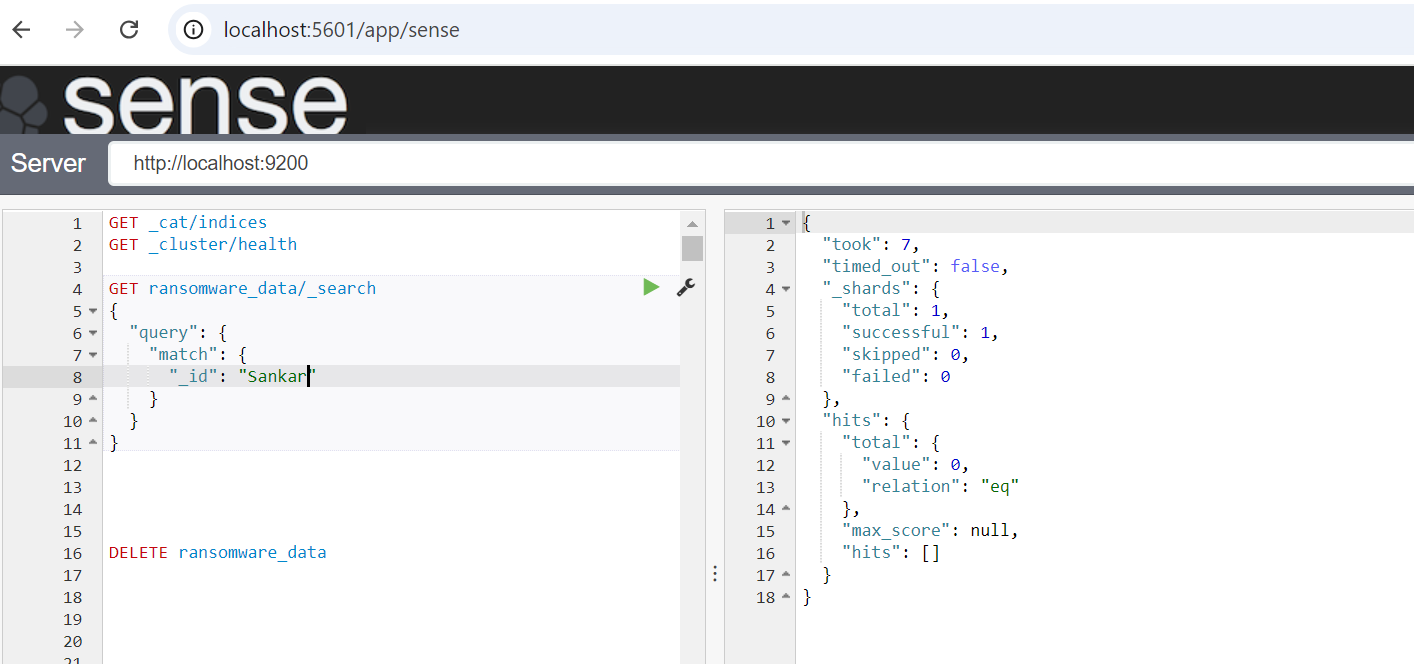 localhost:5601/app/sense
sense
Server http://localhost:9200
1 GET _cat/indices
2 GET _cluster/health
3
4 GET ransomware_data/_search
5 {
6 "query": {
7 "match": {
8 "_id": "Sankar"
9 }
10 }
11 }
12
13
14
15
16 DELETE ransomware_data
17
18
19
20
21
1 {
2 "took": 7,
3 "timed_out": false,
4 "_shards": {
5 "total": 1,
6 "successful": 1,
7 "skipped": 0,
8 "failed": 0
9 },
10 "hits": {
11 "total": {
12 "value": 0,
13 "relation": "eq"
14 },
15 "max_score": null,
16 "hits": []
17 }
18 }